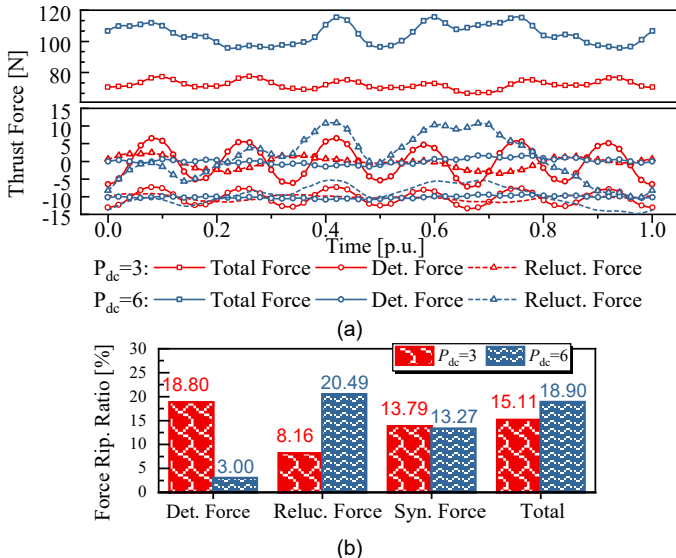 (a)
120
100
80
60
15
10
5
0
-5
-10
-15
Thrust Force [N]
0.0 0.2 0.4 0.6 0.8 1.0
Time [p.u.]
Pdc=3: Total Force Det. Force Reluct. Force
Pdc=6: Total Force Det. Force Reluct. Force
(a)
Force Rip. Ratio [%]
30
25
20
15
10
5
0
Pdc=3 Pdc=6
18.80 3.00 8.16 20.49 13.79 13.27 15.11 18.90
Det. Force Reluc. Force Syn. Force Total
(b)